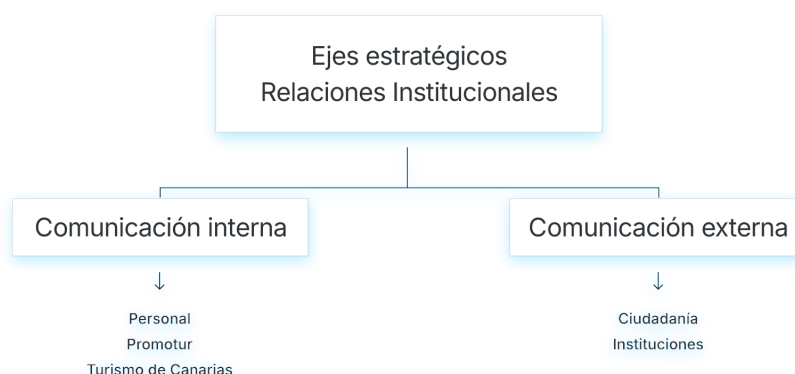 Ejes estratégicos
Relaciones Institucionales
Comunicación interna
Comunicación externa
Personal
Promotur
Turismo de Canarias
Ciudadanía
Instituciones